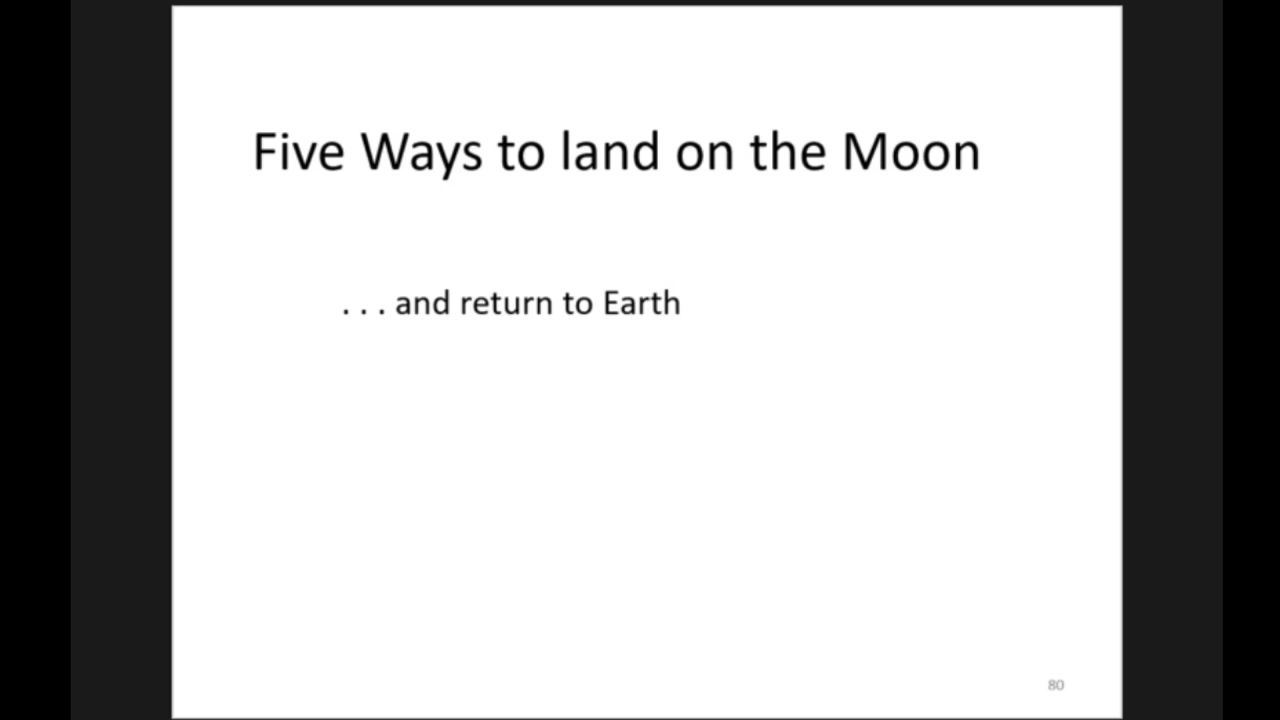 Five Ways to land on the Moon
. . . and return to Earth
80